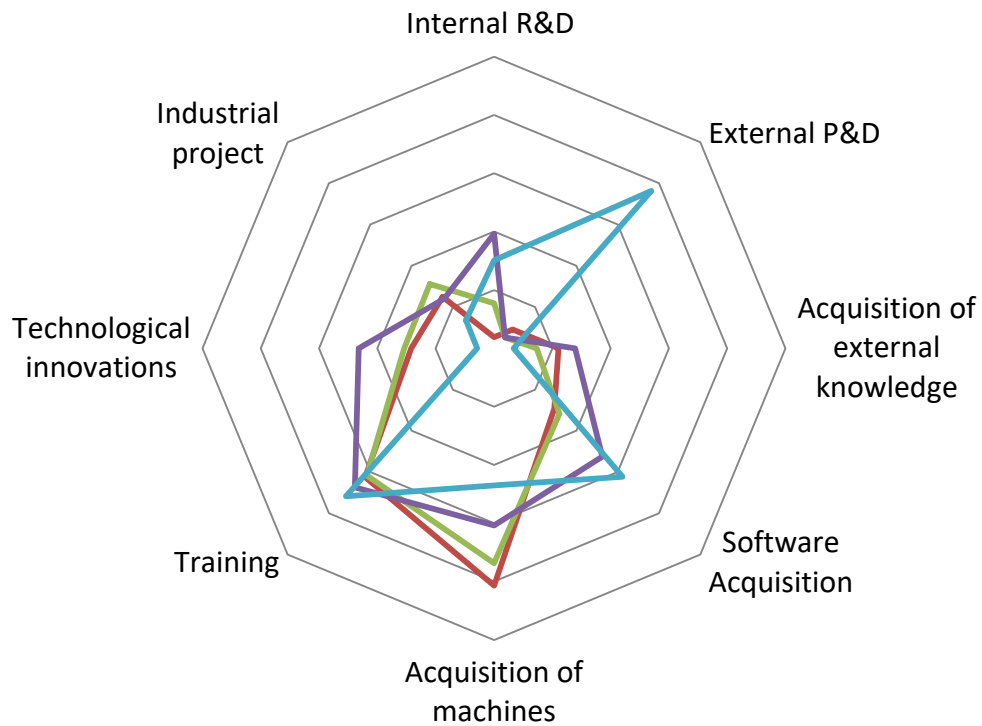 Internal R&D
External P&D
Acquisition of
external
knowledge
Software
Acquisition
Acquisition of
machines
Training
Technological
innovations
Industrial
project